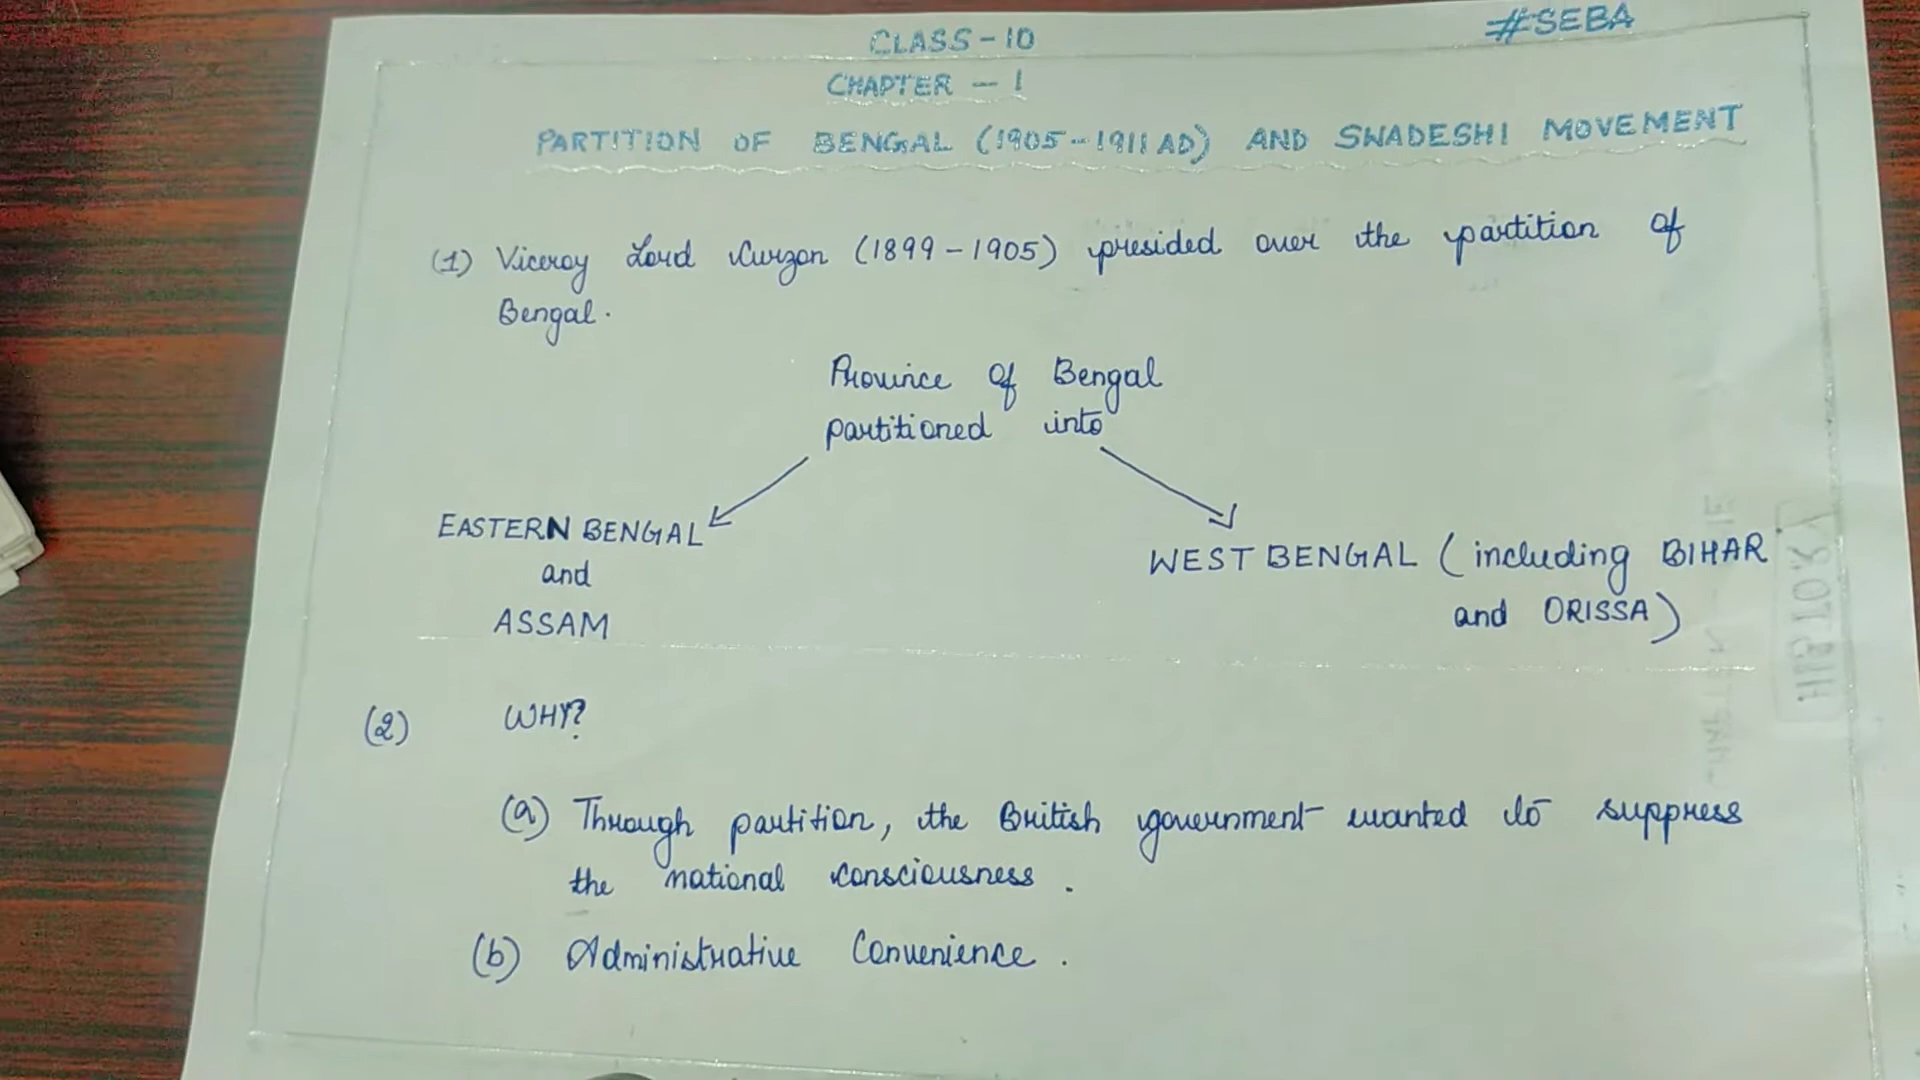 #SEBA
CLASS - 10
CHAPTER - 1
PARTITION OF BENGAL (1905 - 1911 AD) AND SWADESHI MOVEMENT
(1) Viceroy Lord Curzon (1899 - 1905) presided over the partition of
Bengal.
Province of Bengal
partitioned into
EASTERN BENGAL
and
ASSAM
WEST BENGAL (including BIHAR
and ORISSA)
(2) WHY?
(a) Through partition, the British government wanted to suppress
the national consciousness.
(b) Administrative Convenience.
HISTORY